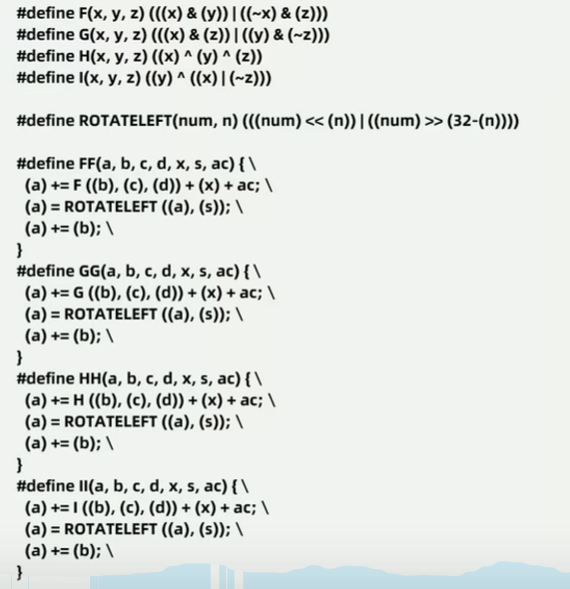 #define F(x, y, z) (((x) & (y)) | ((~x) & (z)))
#define G(x, y, z) (((x) & (z)) | ((y) & (~z)))
#define H(x, y, z) ((x) ^ (y) ^ (z))
#define I(x, y, z) ((y) ^ ((x) | (~z)))
#define ROTATELEFT(num, n) (((num) << (n)) | ((num) >> (32-(n))))
#define FF(a, b, c, d, x, s, ac) { \
(a) += F ((b), (c), (d)) + (x) + ac; \
(a) = ROTATELEFT ((a), (s)); \
(a) += (b); \
}
#define GG(a, b, c, d, x, s, ac) { \
(a) += G ((b), (c), (d)) + (x) + ac; \
(a) = ROTATELEFT ((a), (s)); \
(a) += (b); \
}
#define HH(a, b, c, d, x, s, ac) { \
(a) += H ((b), (c), (d)) + (x) + ac; \
(a) = ROTATELEFT ((a), (s)); \
(a) += (b); \
}
#define II(a, b, c, d, x, s, ac) { \
(a) += I ((b), (c), (d)) + (x) + ac; \
(a) = ROTATELEFT ((a), (s)); \
(a) += (b); \
}